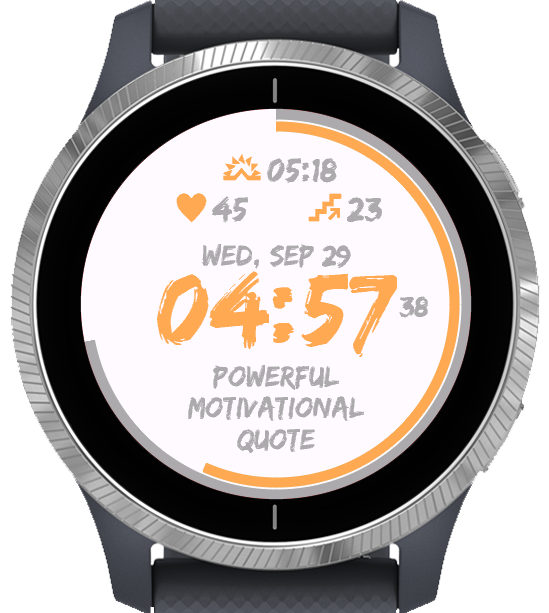 05:18
45 23
WED, SEP 29
04:57 38
POWERFUL
MOTIVATIONAL
QUOTE